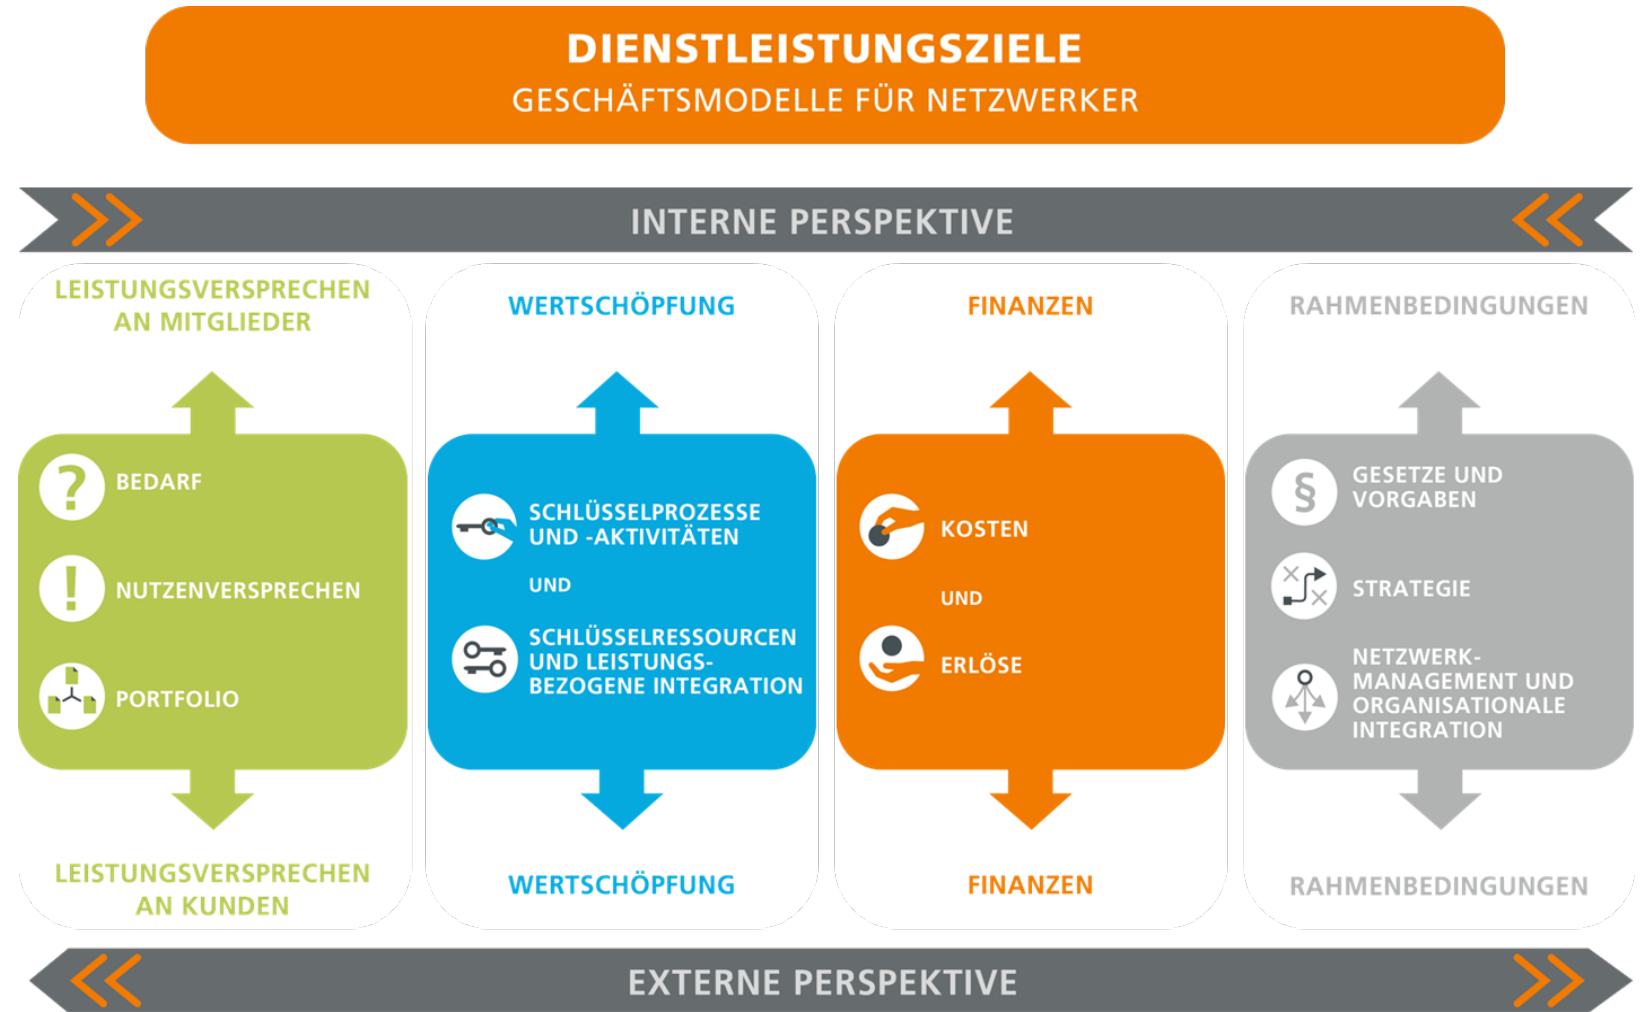 DIENSTLEISTUNGSZIELE
GESCHÄFTSMODELLE FÜR NETZWERKER
INTERNE PERSPEKTIVE
LEISTUNGSVERSPRECHEN
AN MITGLIEDER
?
BEDARF
!
NUTZENVERSPRECHEN
PORTFOLIO
LEISTUNGSVERSPRECHEN
AN KUNDEN
WERTSCHÖPFUNG
SCHLÜSSELPROZESSE
UND -AKTIVITÄTEN
UND
SCHLÜSSELRESSOURCEN
UND LEISTUNGS-
BEZOGENE INTEGRATION
WERTSCHÖPFUNG
FINANZEN
KOSTEN
UND
ERLÖSE
FINANZEN
RAHMENBEDINGUNGEN
§
GESETZE UND
VORGABEN
STRATEGIE
NETZWERK-
MANAGEMENT UND
ORGANISATIONALE
INTEGRATION
RAHMENBEDINGUNGEN
EXTERNE PERSPEKTIVE